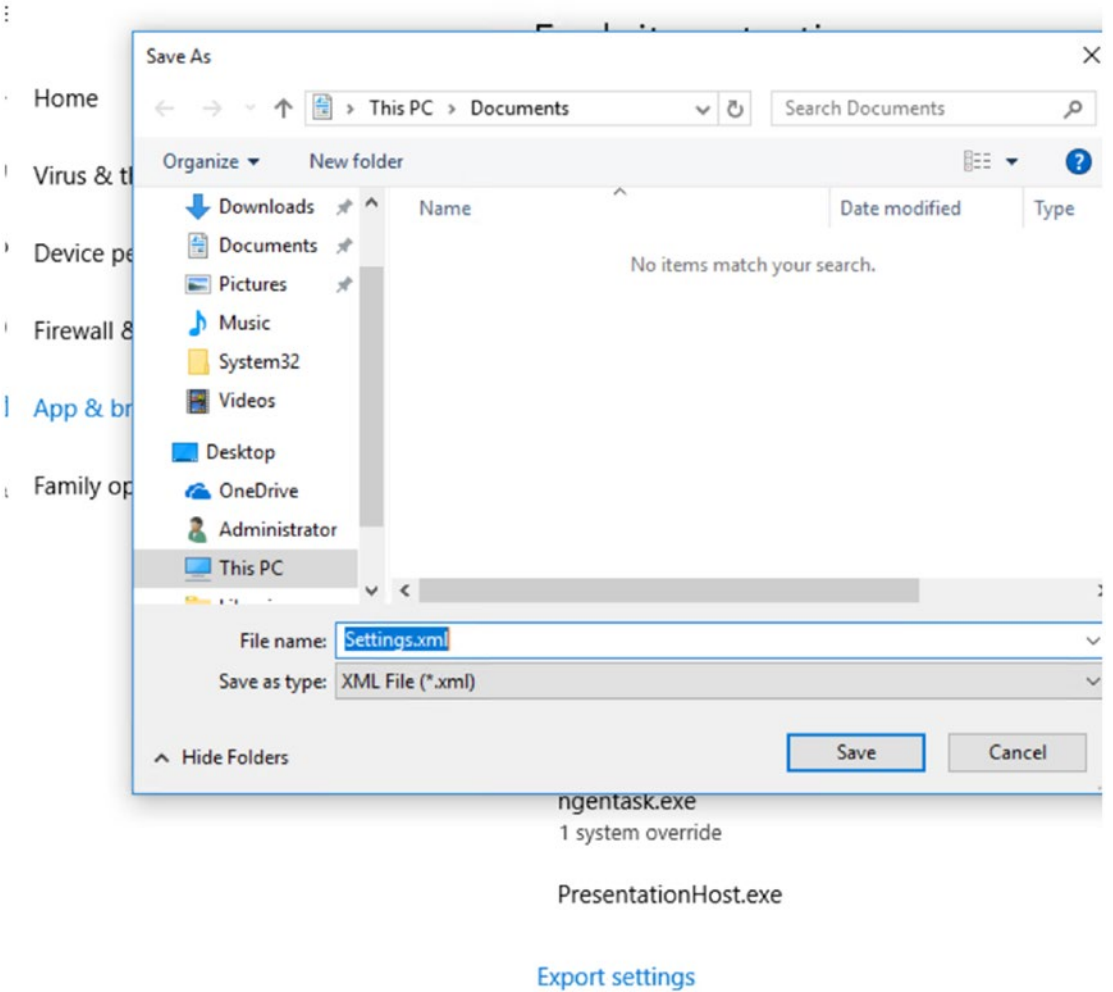 Save As
Home
This PC > Documents
Search Documents
Organize
New folder
Virus & t
Downloads
Name
Date modified
Type
Documents
Device pe
No items match your search.
Pictures
Music
Firewall &
System32
Videos
App & br
Desktop
OneDrive
Family op
Administrator
This PC
File name: Settings.xml
Save as type: XML File (*.xml)
Hide Folders
Save
Cancel
ngentask.exe
1 system override
PresentationHost.exe
Export settings